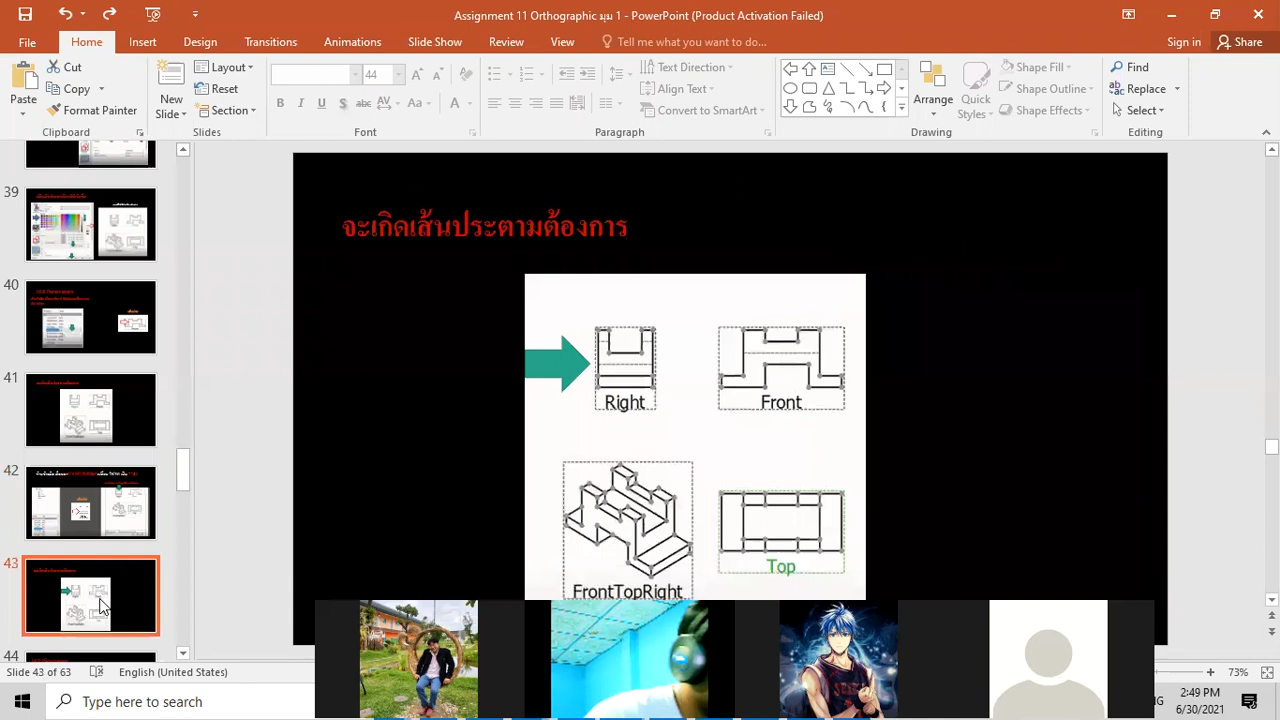 Assignment 11 Orthographic มุม 1 - PowerPoint (Product Activation Failed)
File Home Insert Design Transitions Animations Slide Show Review View Tell me what you want to do... Sign in Share
Paste Cut Copy Format Painter
Clipboard
New Slide Layout Reset Section
Slides
44
B I U S abc AV Aa A
Font
Text Direction
Align Text
Convert to SmartArt
Paragraph
Arrange Quick Styles Shape Fill Shape Outline Shape Effects
Drawing
Find
Replace
Select
Editing
39
40
41
42
43
44
จะเกิดเส้นประตามต้องการ
Right
Front
FrontTopRight
Top
Slide 43 of 63 English (United States)
73%
Type here to search
2:49 PM
6/30/2021